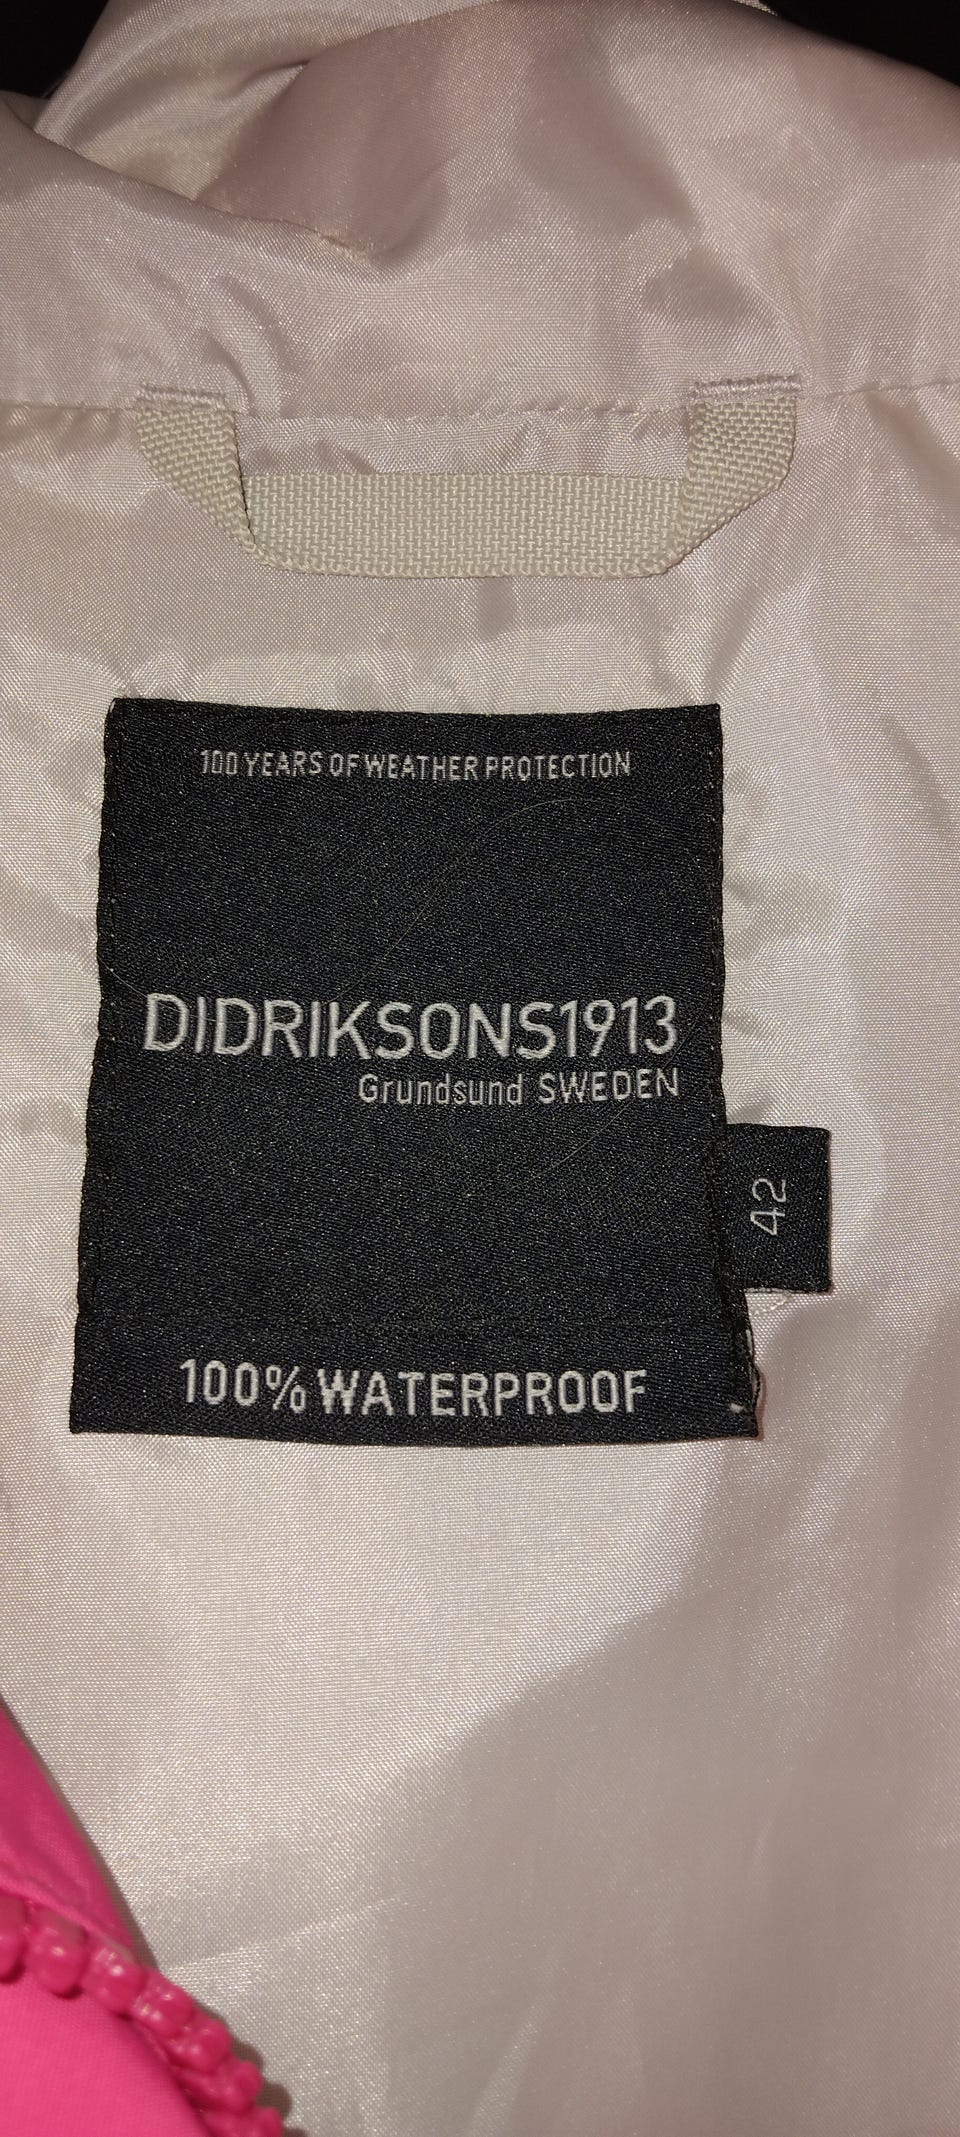 100 YEARS OF WEATHER PROTECTION
DIDRIKSONS1913
Grundsund SWEDEN
42
100% WATERPROOF